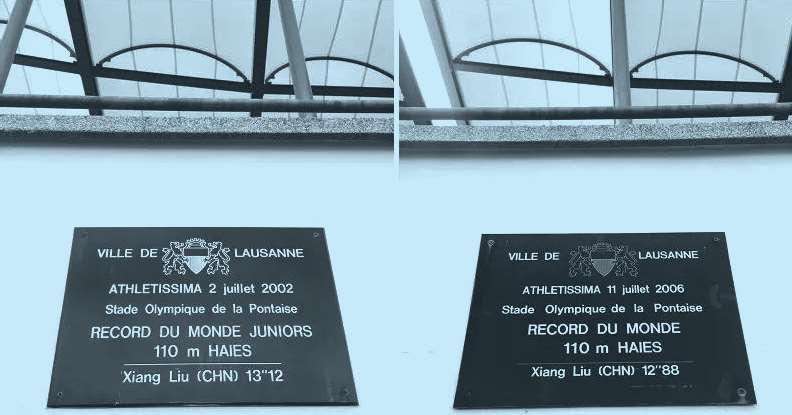 VILLE DE LAUSANNE
ATHLETISSIMA 2 juillet 2002
Stade Olympique de la Pontaise
RECORD DU MONDE JUNIORS
110 m HAIES
Xiang Liu (CHN) 13"12
VILLE DE LAUSANNE
ATHLETISSIMA 11 juillet 2006
Stade Olympique de la Pontaise
RECORD DU MONDE
110 m HAIES
Xiang Liu (CHN) 12"88